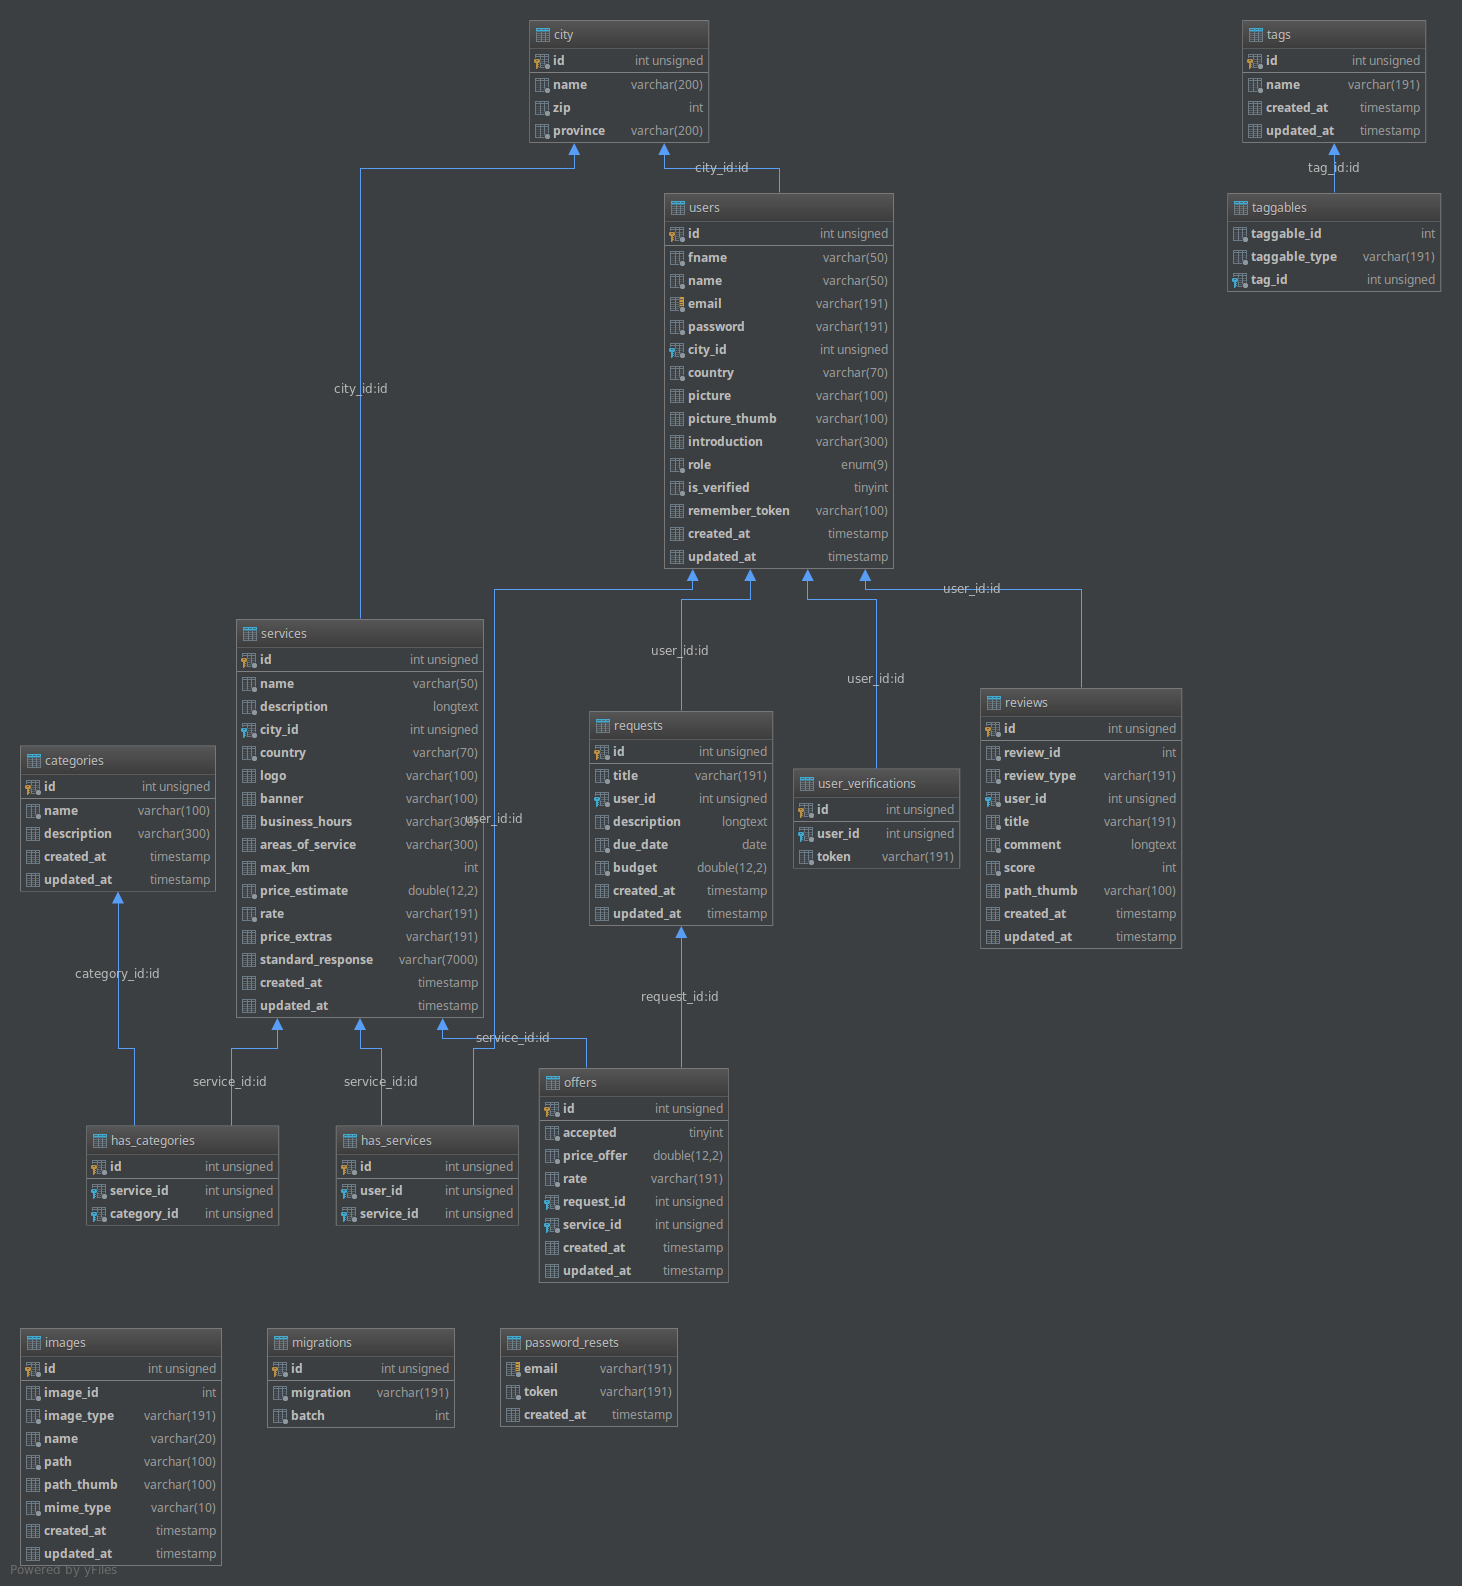 city
id int unsigned
name varchar(200)
zip int
province varchar(200)
tags
id int unsigned
name varchar(191)
created_at timestamp
updated_at timestamp
city_id:id
tag_id:id
users
id int unsigned
fname varchar(50)
name varchar(50)
email varchar(191)
password varchar(191)
city_id int unsigned
country varchar(70)
picture varchar(100)
picture_thumb varchar(100)
introduction varchar(300)
role enum(9)
is_verified tinyint
remember_token varchar(100)
created_at timestamp
updated_at timestamp
taggables
taggable_id int
taggable_type varchar(191)
tag_id int unsigned
city_id:id
user_id:id
user_id:id
user_id:id
services
id int unsigned
name varchar(50)
description longtext
city_id int unsigned
country varchar(70)
logo varchar(100)
banner varchar(100)
business_hours varchar(300)
areas_of_service varchar(300)
max_km int
price_estimate double(12,2)
rate varchar(191)
price_extras varchar(191)
standard_response varchar(7000)
created_at timestamp
updated_at timestamp
user_id:id
categories
id int unsigned
name varchar(100)
description varchar(300)
created_at timestamp
updated_at timestamp
requests
id int unsigned
title varchar(191)
user_id int unsigned
description longtext
due_date date
budget double(12,2)
created_at timestamp
updated_at timestamp
user_verifications
id int unsigned
user_id int unsigned
token varchar(191)
reviews
id int unsigned
review_id int
review_type varchar(191)
user_id int unsigned
title varchar(191)
comment longtext
score int
path_thumb varchar(100)
created_at timestamp
updated_at timestamp
category_id:id
request_id:id
service_id:id
service_id:id
service_id:id
has_categories
id int unsigned
service_id int unsigned
category_id int unsigned
has_services
id int unsigned
user_id int unsigned
service_id int unsigned
offers
id int unsigned
accepted tinyint
price_offer double(12,2)
rate varchar(191)
request_id int unsigned
service_id int unsigned
created_at timestamp
updated_at timestamp
images
id int unsigned
image_id int
image_type varchar(191)
name varchar(20)
path varchar(100)
path_thumb varchar(100)
mime_type varchar(10)
created_at timestamp
updated_at timestamp
migrations
id int unsigned
migration varchar(191)
batch int
password_resets
email varchar(191)
token varchar(191)
created_at timestamp
Powered by yFiles